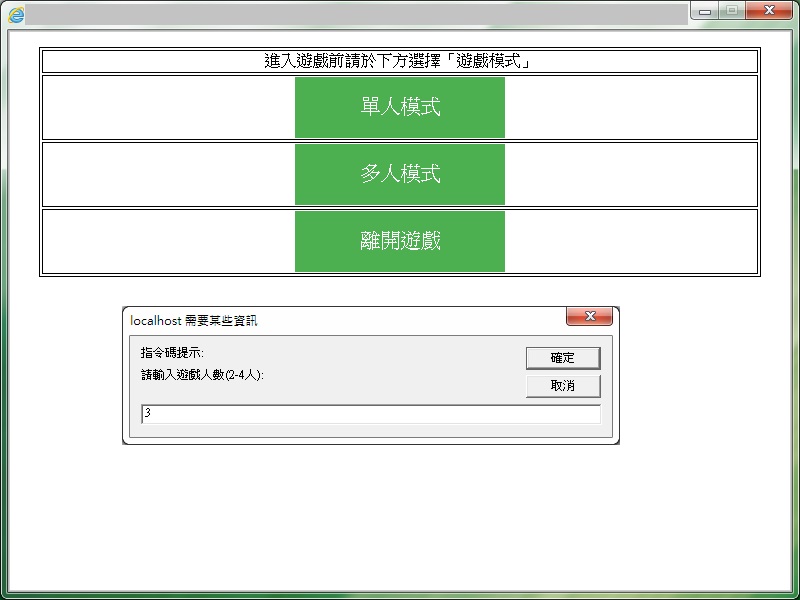 進入遊戲前請於下方選擇「遊戲模式」
單人模式
多人模式
離開遊戲
localhost 需要某些資訊
指令碼提示:
請輸入遊戲人數(2-4人):
確定
取消
3